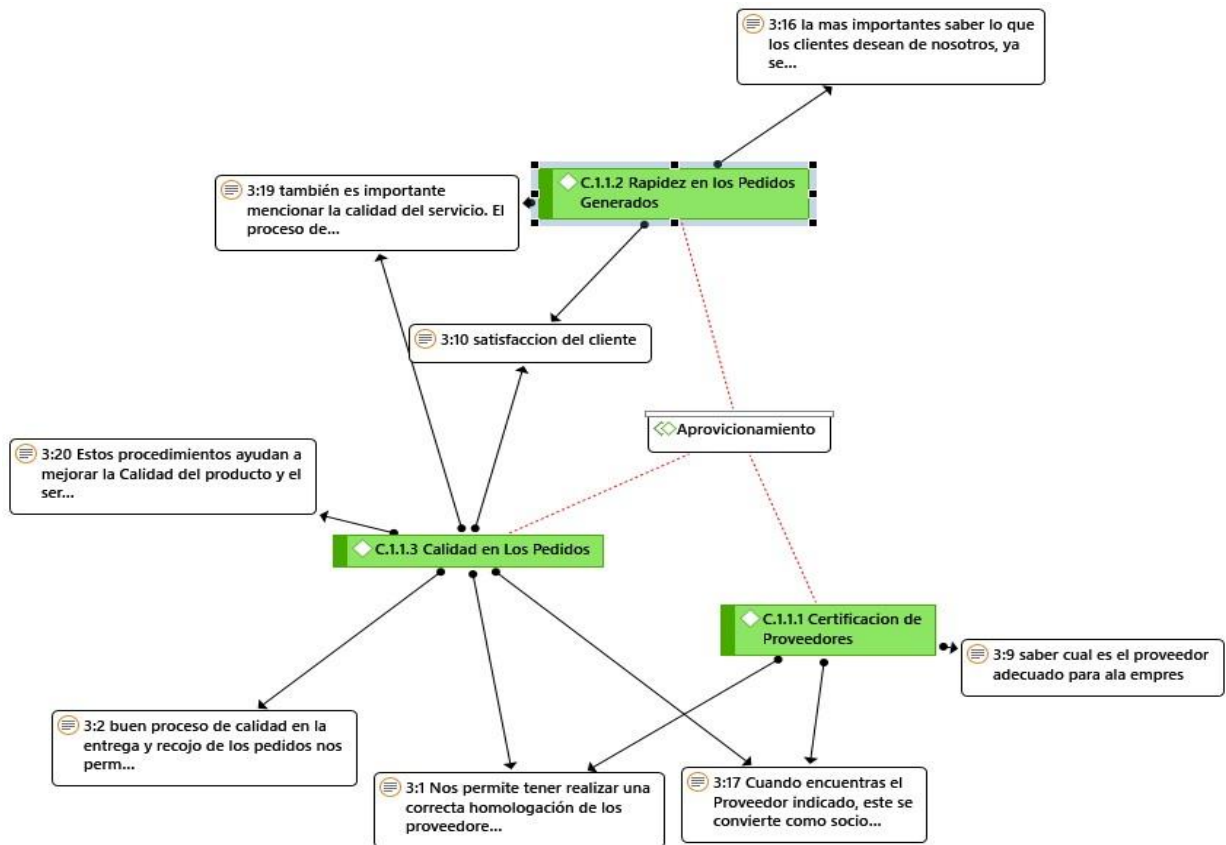 3:16 la mas importantes saber lo que
los clientes desean de nosotros, ya
se...
C.1.1.2 Rapidez en los Pedidos
Generados
3:19 también es importante
mencionar la calidad del servicio. El
proceso de...
3:10 satisfaccion del cliente
Aprovicionamiento
3:20 Estos procedimientos ayudan a
mejorar la Calidad del producto y el
ser...
C.1.1.3 Calidad en Los Pedidos
C.1.1.1 Certificacion de
Proveedores
3:9 saber cual es el proveedor
adecuado para ala empres
3:2 buen proceso de calidad en la
entrega y recojo de los pedidos nos
perm...
3:1 Nos permite tener realizar una
correcta homologación de los
proveedore...
3:17 Cuando encuentras el
Proveedor indicado, este se
convierte como socio...